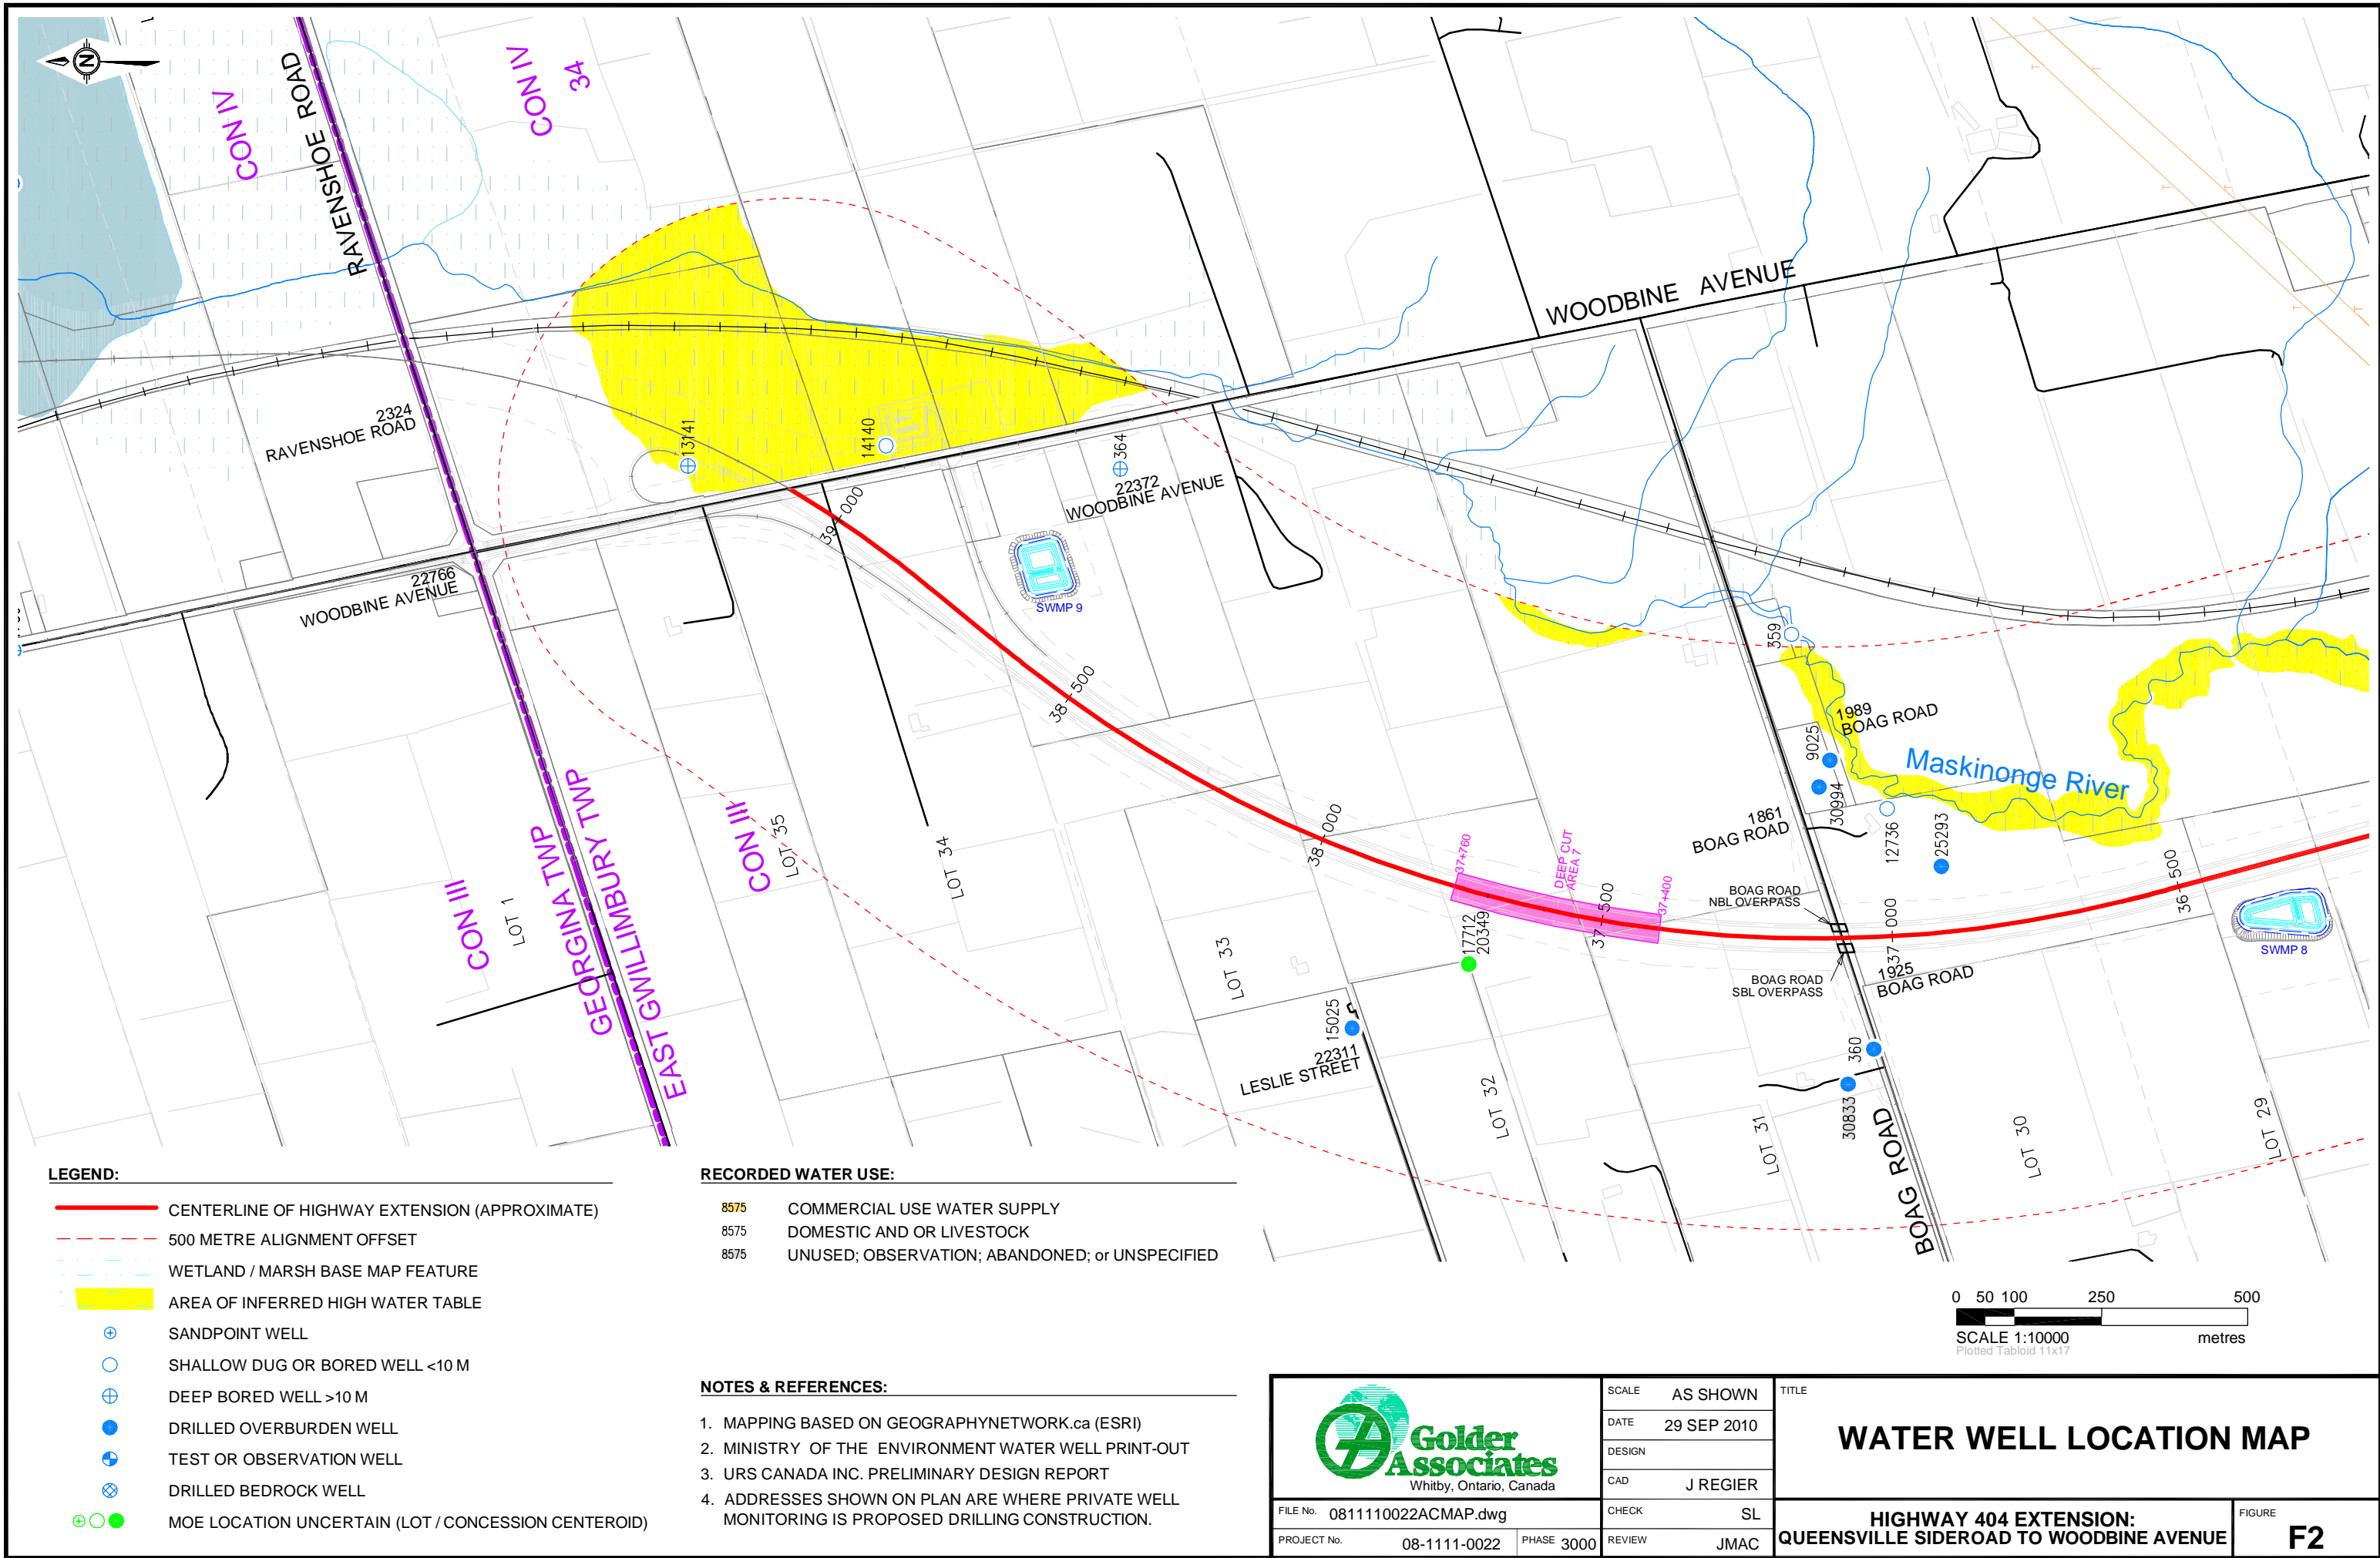 N
CON IV
RAVENSHOE ROAD
CON IV
34
WOODBINE AVENUE
2324
RAVENSHOE ROAD
13141
14140
364
22372
WOODBINE AVENUE
39+000
22766
WOODBINE AVENUE
SWMP 9
38+500
359
1989
BOAG ROAD
9025
30994
Maskinonge River
1861
BOAG ROAD
12736
25293
GEORGINA TWP
EAST GWILLIMBURY TWP
CON III
LOT 35
LOT 34
CON III
LOT 1
38+000
37+760
DEEP CUT
AREA 7
37+400
37+500
BOAG ROAD
NBL OVERPASS
37+000
36+500
SWMP 8
17712
20349
LOT 33
BOAG ROAD
SBL OVERPASS
1925
BOAG ROAD
15025
22311
LESLIE STREET
360
30833
LOT 32
LOT 31
BOAG ROAD
LOT 30
LOT 29
LEGEND:
CENTERLINE OF HIGHWAY EXTENSION (APPROXIMATE)
500 METRE ALIGNMENT OFFSET
WETLAND / MARSH BASE MAP FEATURE
AREA OF INFERRED HIGH WATER TABLE
SANDPOINT WELL
SHALLOW DUG OR BORED WELL <10 M
DEEP BORED WELL >10 M
DRILLED OVERBURDEN WELL
TEST OR OBSERVATION WELL
DRILLED BEDROCK WELL
MOE LOCATION UNCERTAIN (LOT / CONCESSION CENTEROID)
RECORDED WATER USE:
8575 COMMERCIAL USE WATER SUPPLY
8575 DOMESTIC AND OR LIVESTOCK
8575 UNUSED; OBSERVATION; ABANDONED; or UNSPECIFIED
NOTES & REFERENCES:
1. MAPPING BASED ON GEOGRAPHYNETWORK.ca (ESRI)
2. MINISTRY OF THE ENVIRONMENT WATER WELL PRINT-OUT
3. URS CANADA INC. PRELIMINARY DESIGN REPORT
4. ADDRESSES SHOWN ON PLAN ARE WHERE PRIVATE WELL
MONITORING IS PROPOSED DRILLING CONSTRUCTION.
0 50 100 250 500
SCALE 1:10000 metres
Plotted Tabloid 11x17
Golder
Associates
Whitby, Ontario, Canada
FILE No. 0811110022ACMAP.dwg
PROJECT No. 08-1111-0022 PHASE 3000
SCALE AS SHOWN
DATE 29 SEP 2010
DESIGN
CAD J REGIER
CHECK SL
REVIEW JMAC
TITLE
WATER WELL LOCATION MAP
HIGHWAY 404 EXTENSION:
QUEENSVILLE SIDEROAD TO WOODBINE AVENUE
FIGURE
F2